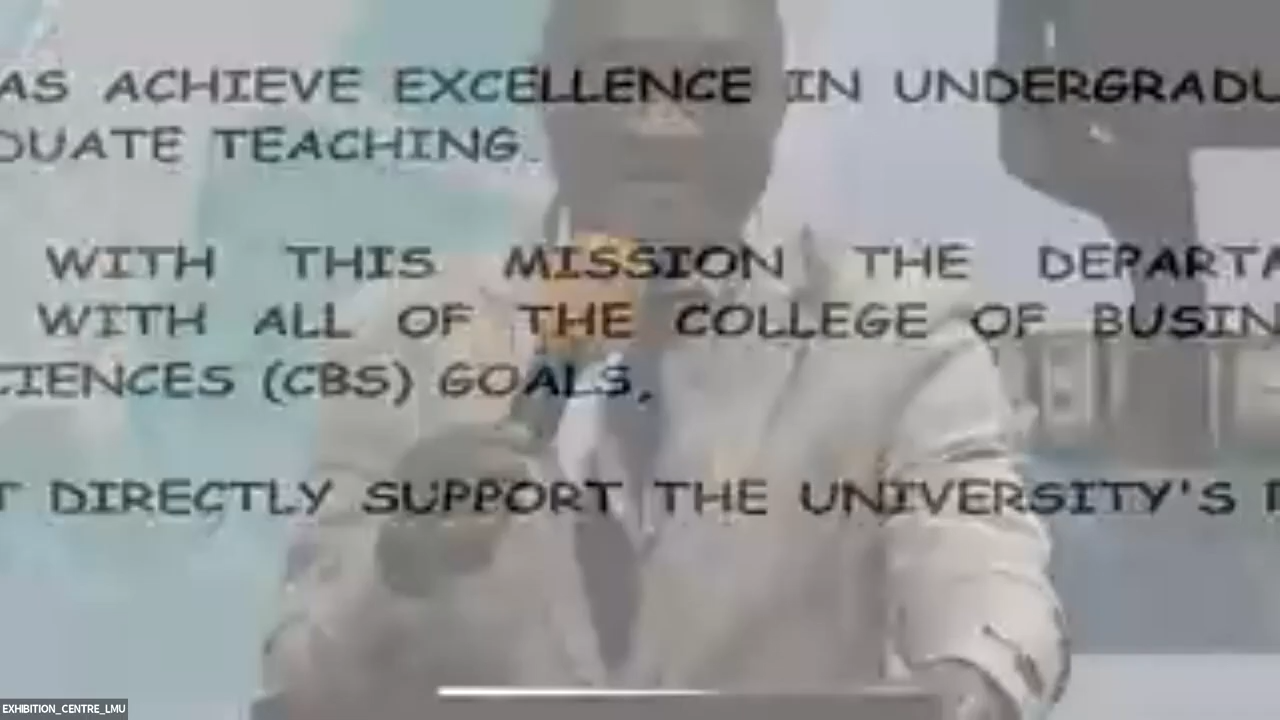 AS ACHIEVE EXCELLENCE IN UNDERGRADU
DUATE TEACHING.
WITH THIS MISSION THE DEPARTA
WITH ALL OF THE COLLEGE OF BUSIN
CIENCES (CBS) GOALS,
T DIRECTLY SUPPORT THE UNIVERSITY'S
EXHIBITION_CENTRE_LMU